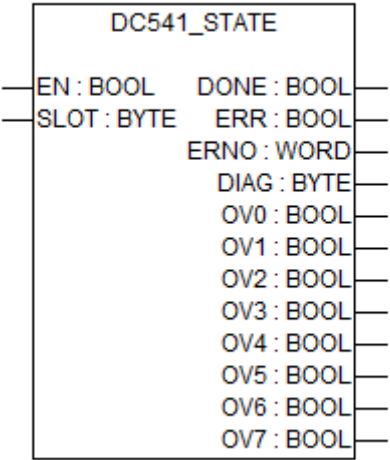 DC541_STATE
EN : BOOL DONE : BOOL
SLOT : BYTE ERR : BOOL
ERNO : WORD
DIAG : BYTE
OV0 : BOOL
OV1 : BOOL
OV2 : BOOL
OV3 : BOOL
OV4 : BOOL
OV5 : BOOL
OV6 : BOOL
OV7 : BOOL